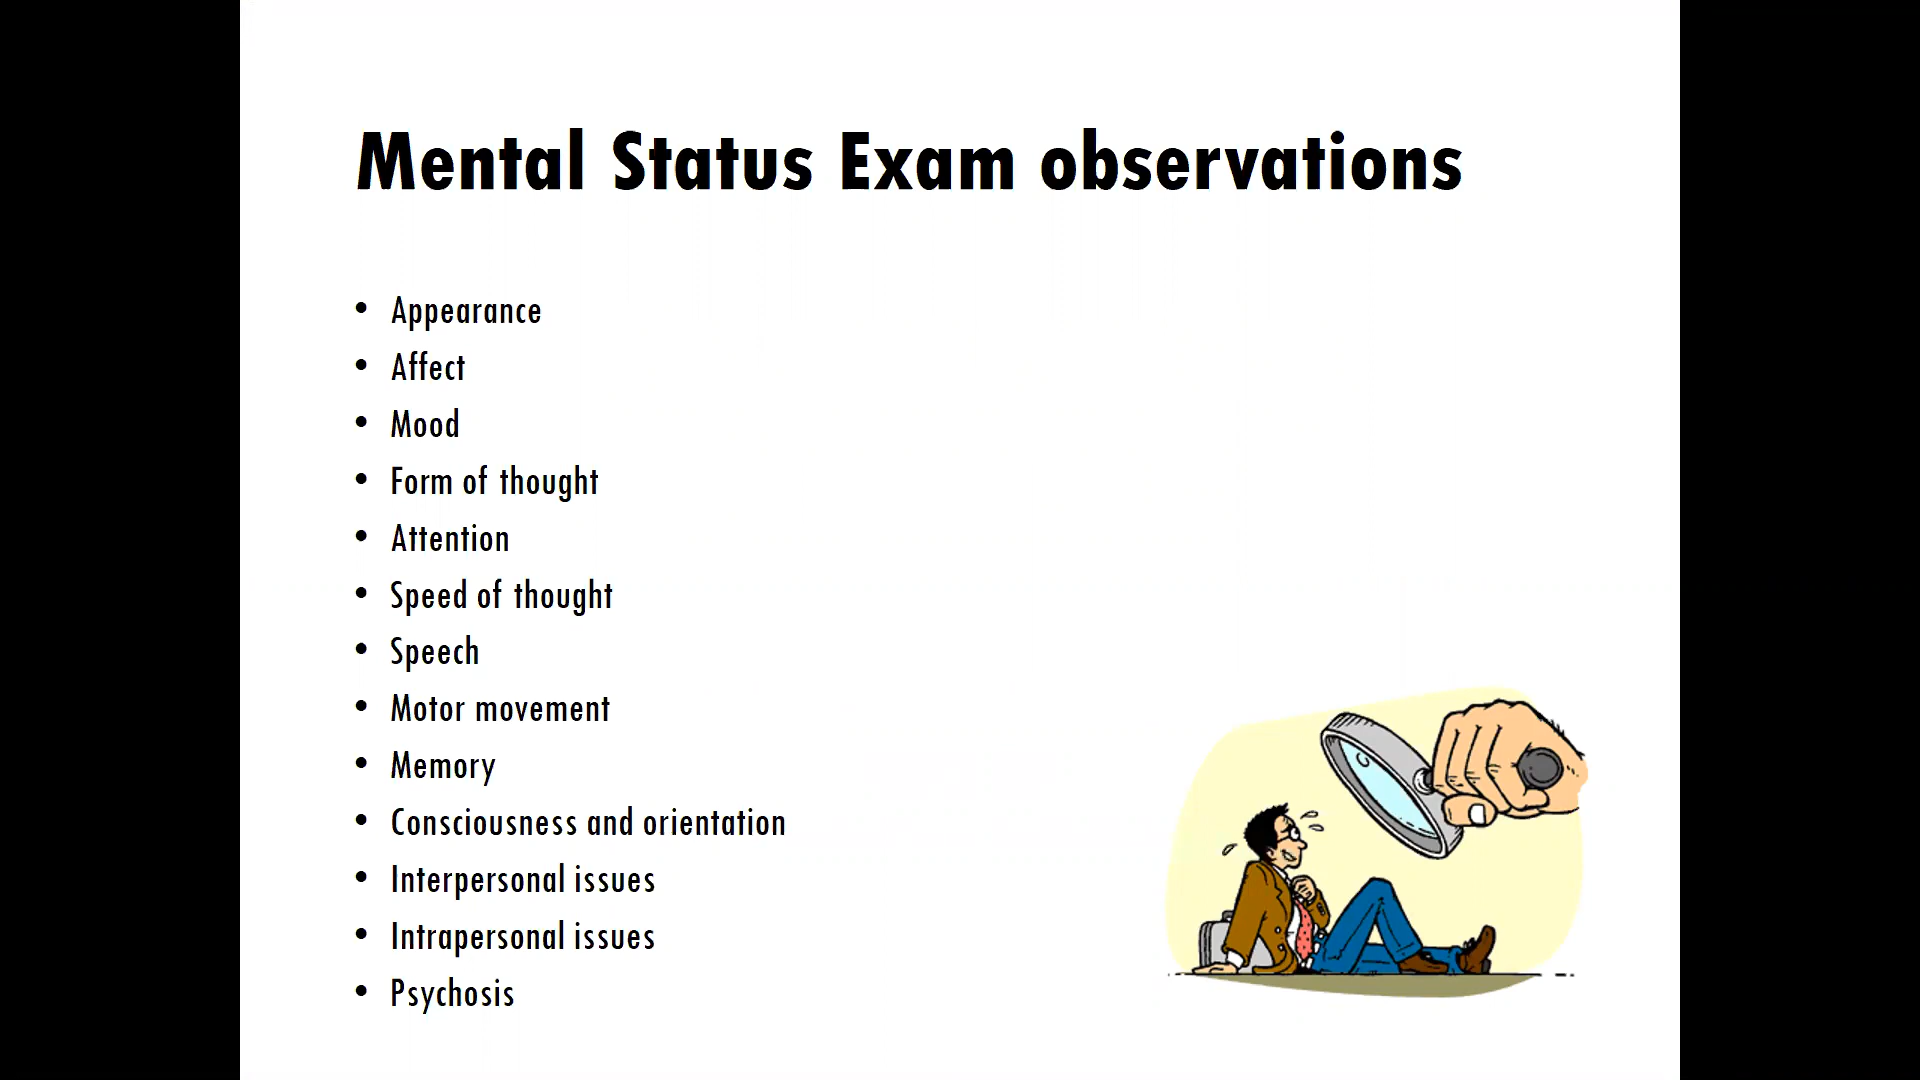 Mental Status Exam observations
• Appearance
• Affect
• Mood
• Form of thought
• Attention
• Speed of thought
• Speech
• Motor movement
• Memory
• Consciousness and orientation
• Interpersonal issues
• Intrapersonal issues
• Psychosis